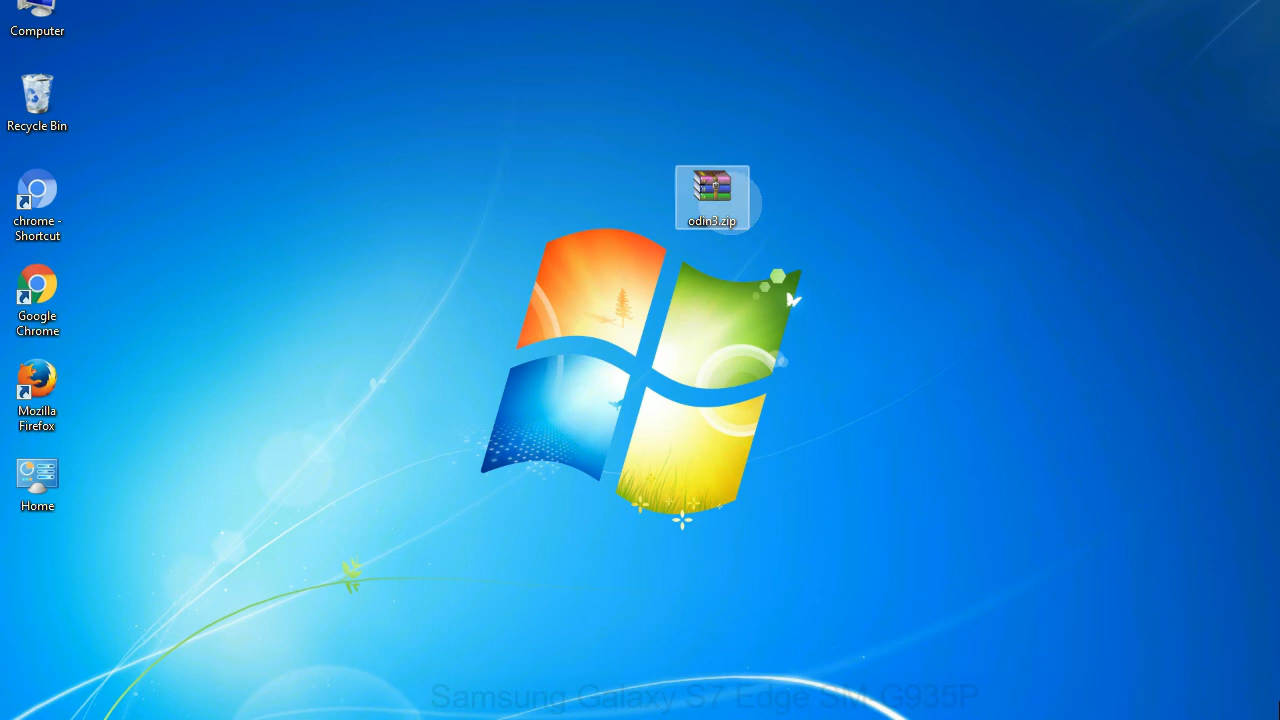 Computer
Recycle Bin
chrome -
Shortcut
Google
Chrome
Mozilla
Firefox
Home
odin3.zip
Samsung Galaxy S7 Edge SM-G935P